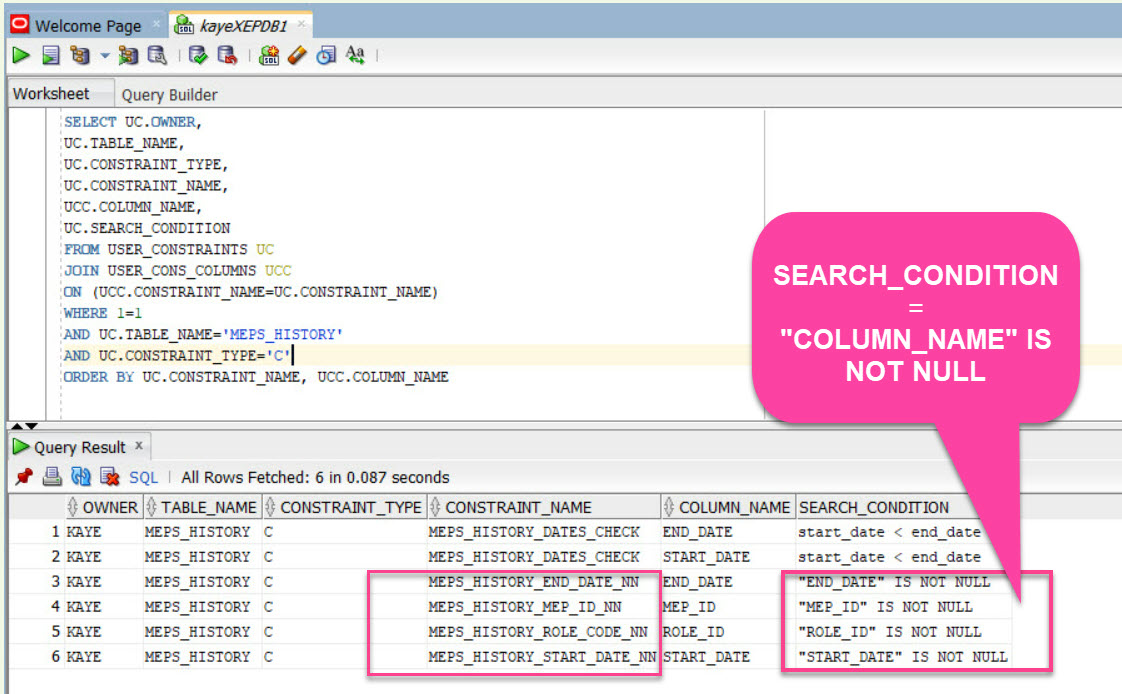 Welcome Page
kayeXEPDB1
Worksheet
Query Builder
SELECT UC.OWNER,
UC.TABLE_NAME,
UC.CONSTRAINT_TYPE,
UC.CONSTRAINT_NAME,
UCC.COLUMN_NAME,
UC.SEARCH_CONDITION
FROM USER_CONSTRAINTS UC
JOIN USER_CONS_COLUMNS UCC
ON (UCC.CONSTRAINT_NAME=UC.CONSTRAINT_NAME)
WHERE 1=1
AND UC.TABLE_NAME='MEPS_HISTORY'
AND UC.CONSTRAINT_TYPE='C'
ORDER BY UC.CONSTRAINT_NAME, UCC.COLUMN_NAME
SEARCH_CONDITION
=
"COLUMN_NAME" IS
NOT NULL
Query Result
SQL | All Rows Fetched: 6 in 0.087 seconds
OWNER TABLE_NAME CONSTRAINT_TYPE CONSTRAINT_NAME COLUMN_NAME SEARCH_CONDITION
1 KAYE MEPS_HISTORY C MEPS_HISTORY_DATES_CHECK END_DATE start_date < end_date
2 KAYE MEPS_HISTORY C MEPS_HISTORY_DATES_CHECK START_DATE start_date < end_date
3 KAYE MEPS_HISTORY C MEPS_HISTORY_END_DATE_NN END_DATE "END_DATE" IS NOT NULL
4 KAYE MEPS_HISTORY C MEPS_HISTORY_MEP_ID_NN MEP_ID "MEP_ID" IS NOT NULL
5 KAYE MEPS_HISTORY C MEPS_HISTORY_ROLE_CODE_NN ROLE_ID "ROLE_ID" IS NOT NULL
6 KAYE MEPS_HISTORY C MEPS_HISTORY_START_DATE_NN START_DATE "START_DATE" IS NOT NULL